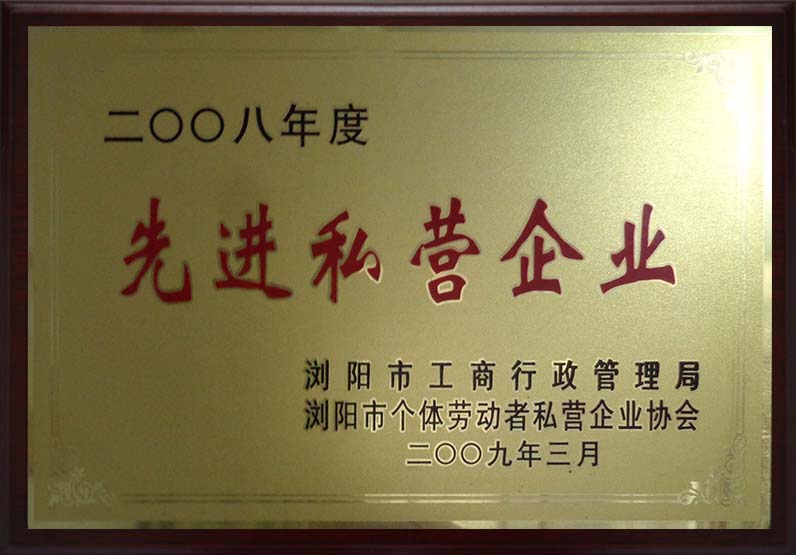 二〇〇八年度
先进私营企业
浏阳市工商行政管理局
浏阳市个体劳动者私营企业协会
二〇〇九年三月